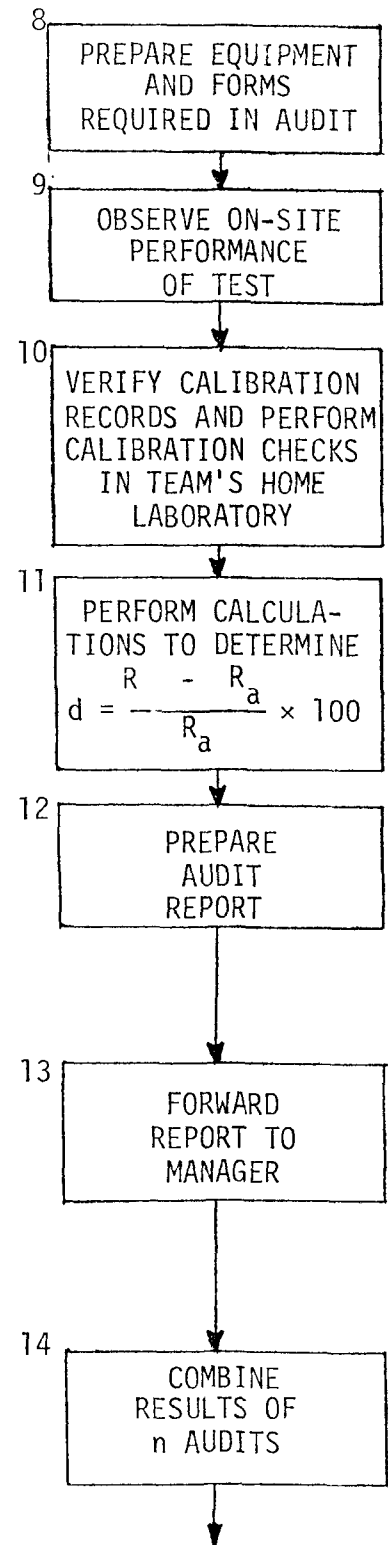 8
PREPARE EQUIPMENT
AND FORMS
REQUIRED IN AUDIT
9
OBSERVE ON-SITE
PERFORMANCE
OF TEST
10
VERIFY CALIBRATION
RECORDS AND PERFORM
CALIBRATION CHECKS
IN TEAM'S HOME
LABORATORY
11
PERFORM CALCULA-
TIONS TO DETERMINE
R - Ra
d = ――― × 100
Ra
12
PREPARE
AUDIT
REPORT
13
FORWARD
REPORT TO
MANAGER
14
COMBINE
RESULTS OF
n AUDITS